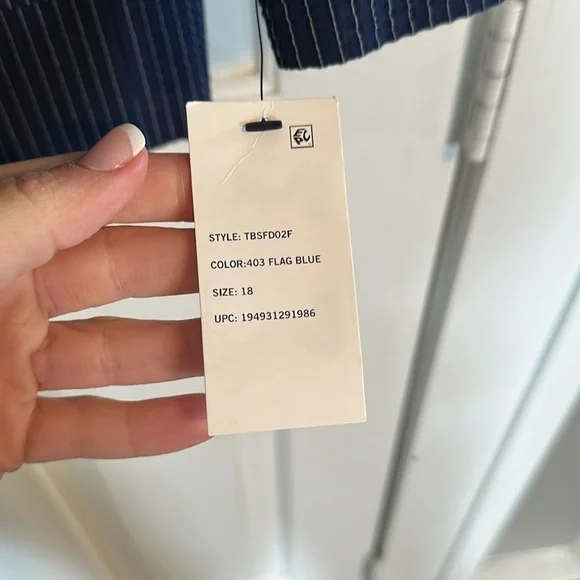 STYLE: TBSFD02F
COLOR:403 FLAG BLUE
SIZE: 18
UPC: 194931291986